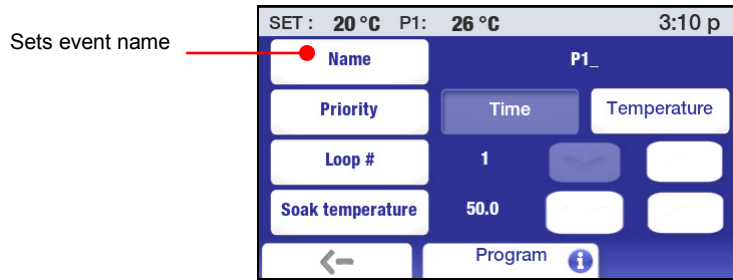 SET : 20 °C P1: 26 °C 3:10 p
Sets event name
Name P1_
Priority Time Temperature
Loop # 1
Soak temperature 50.0
Program i